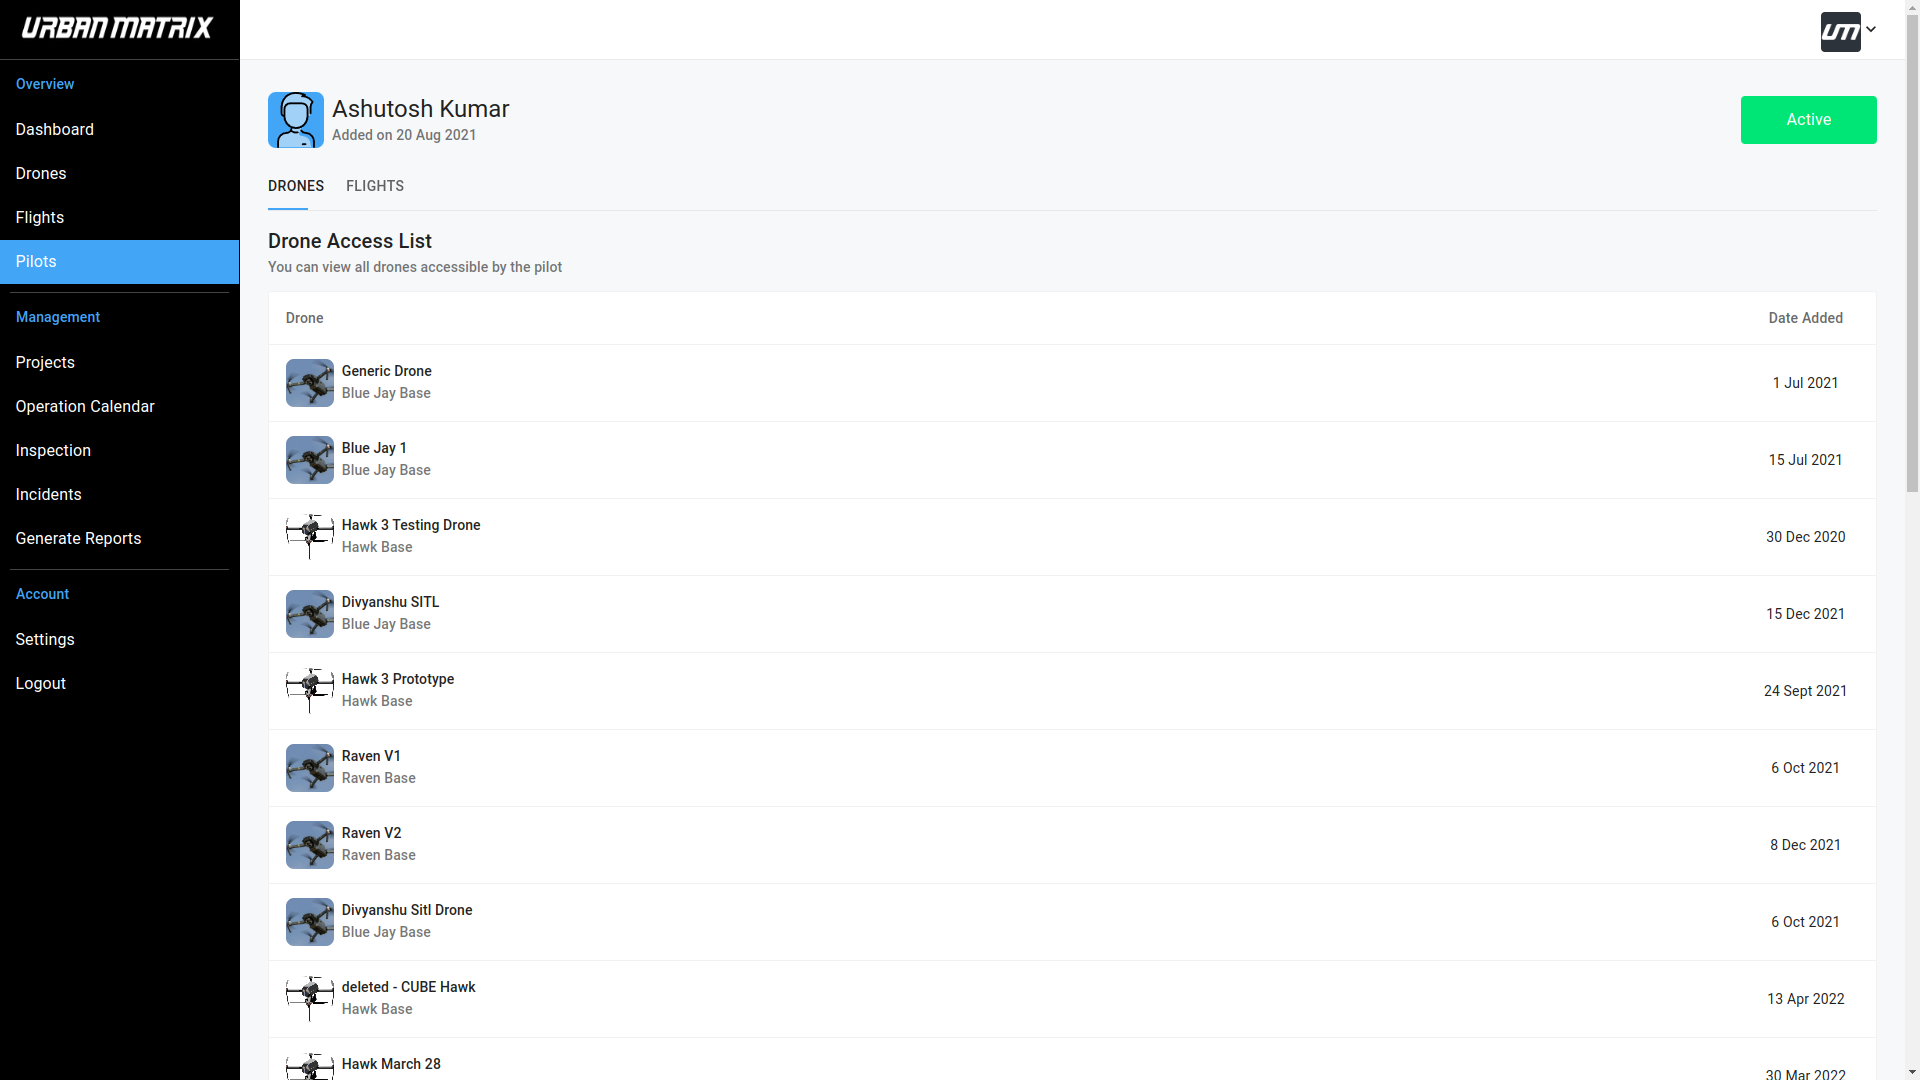 URBAN MATRIX
um
Overview
Dashboard
Drones
Flights
Pilots
Management
Projects
Operation Calendar
Inspection
Incidents
Generate Reports
Account
Settings
Logout
Ashutosh Kumar
Added on 20 Aug 2021
Active
DRONES FLIGHTS
Drone Access List
You can view all drones accessible by the pilot
Drone Date Added
Generic Drone
Blue Jay Base
1 Jul 2021
Blue Jay 1
Blue Jay Base
15 Jul 2021
Hawk 3 Testing Drone
Hawk Base
30 Dec 2020
Divyanshu SITL
Blue Jay Base
15 Dec 2021
Hawk 3 Prototype
Hawk Base
24 Sept 2021
Raven V1
Raven Base
6 Oct 2021
Raven V2
Raven Base
8 Dec 2021
Divyanshu Sitl Drone
Blue Jay Base
6 Oct 2021
deleted - CUBE Hawk
Hawk Base
13 Apr 2022
Hawk March 28
30 Mar 2022